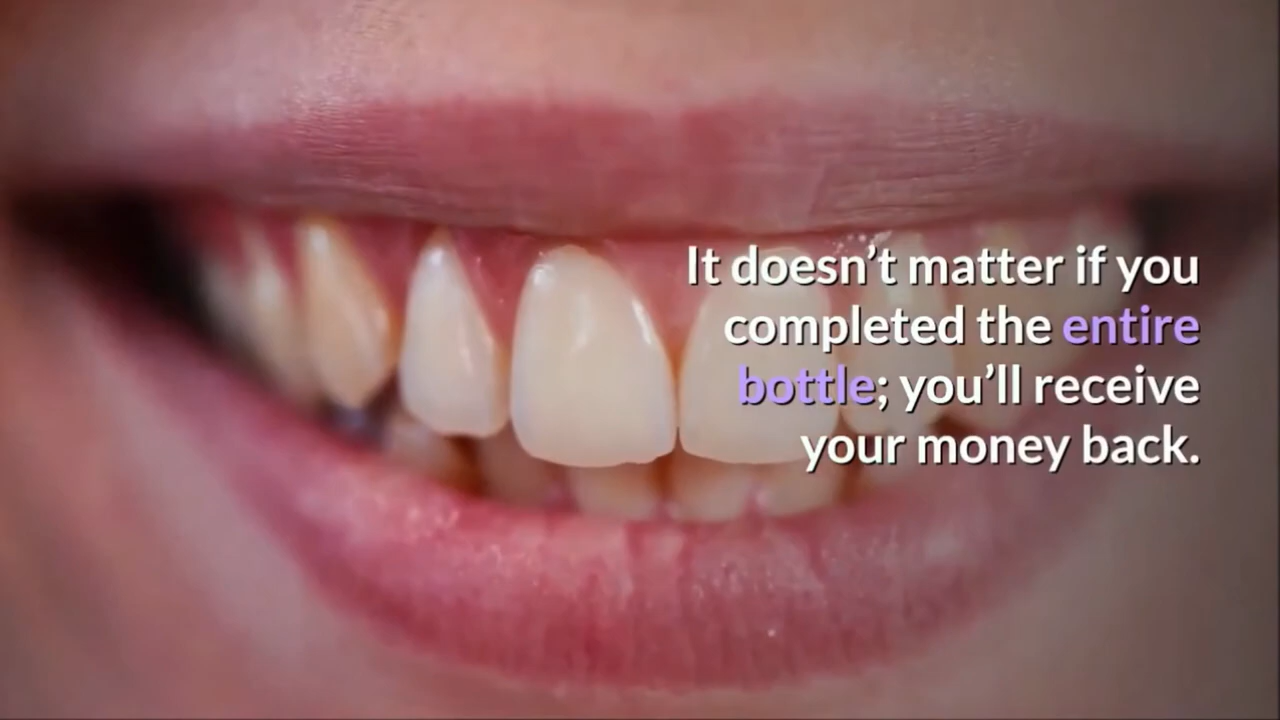 It doesn’t matter if you
completed the entire
bottle; you’ll receive
your money back.